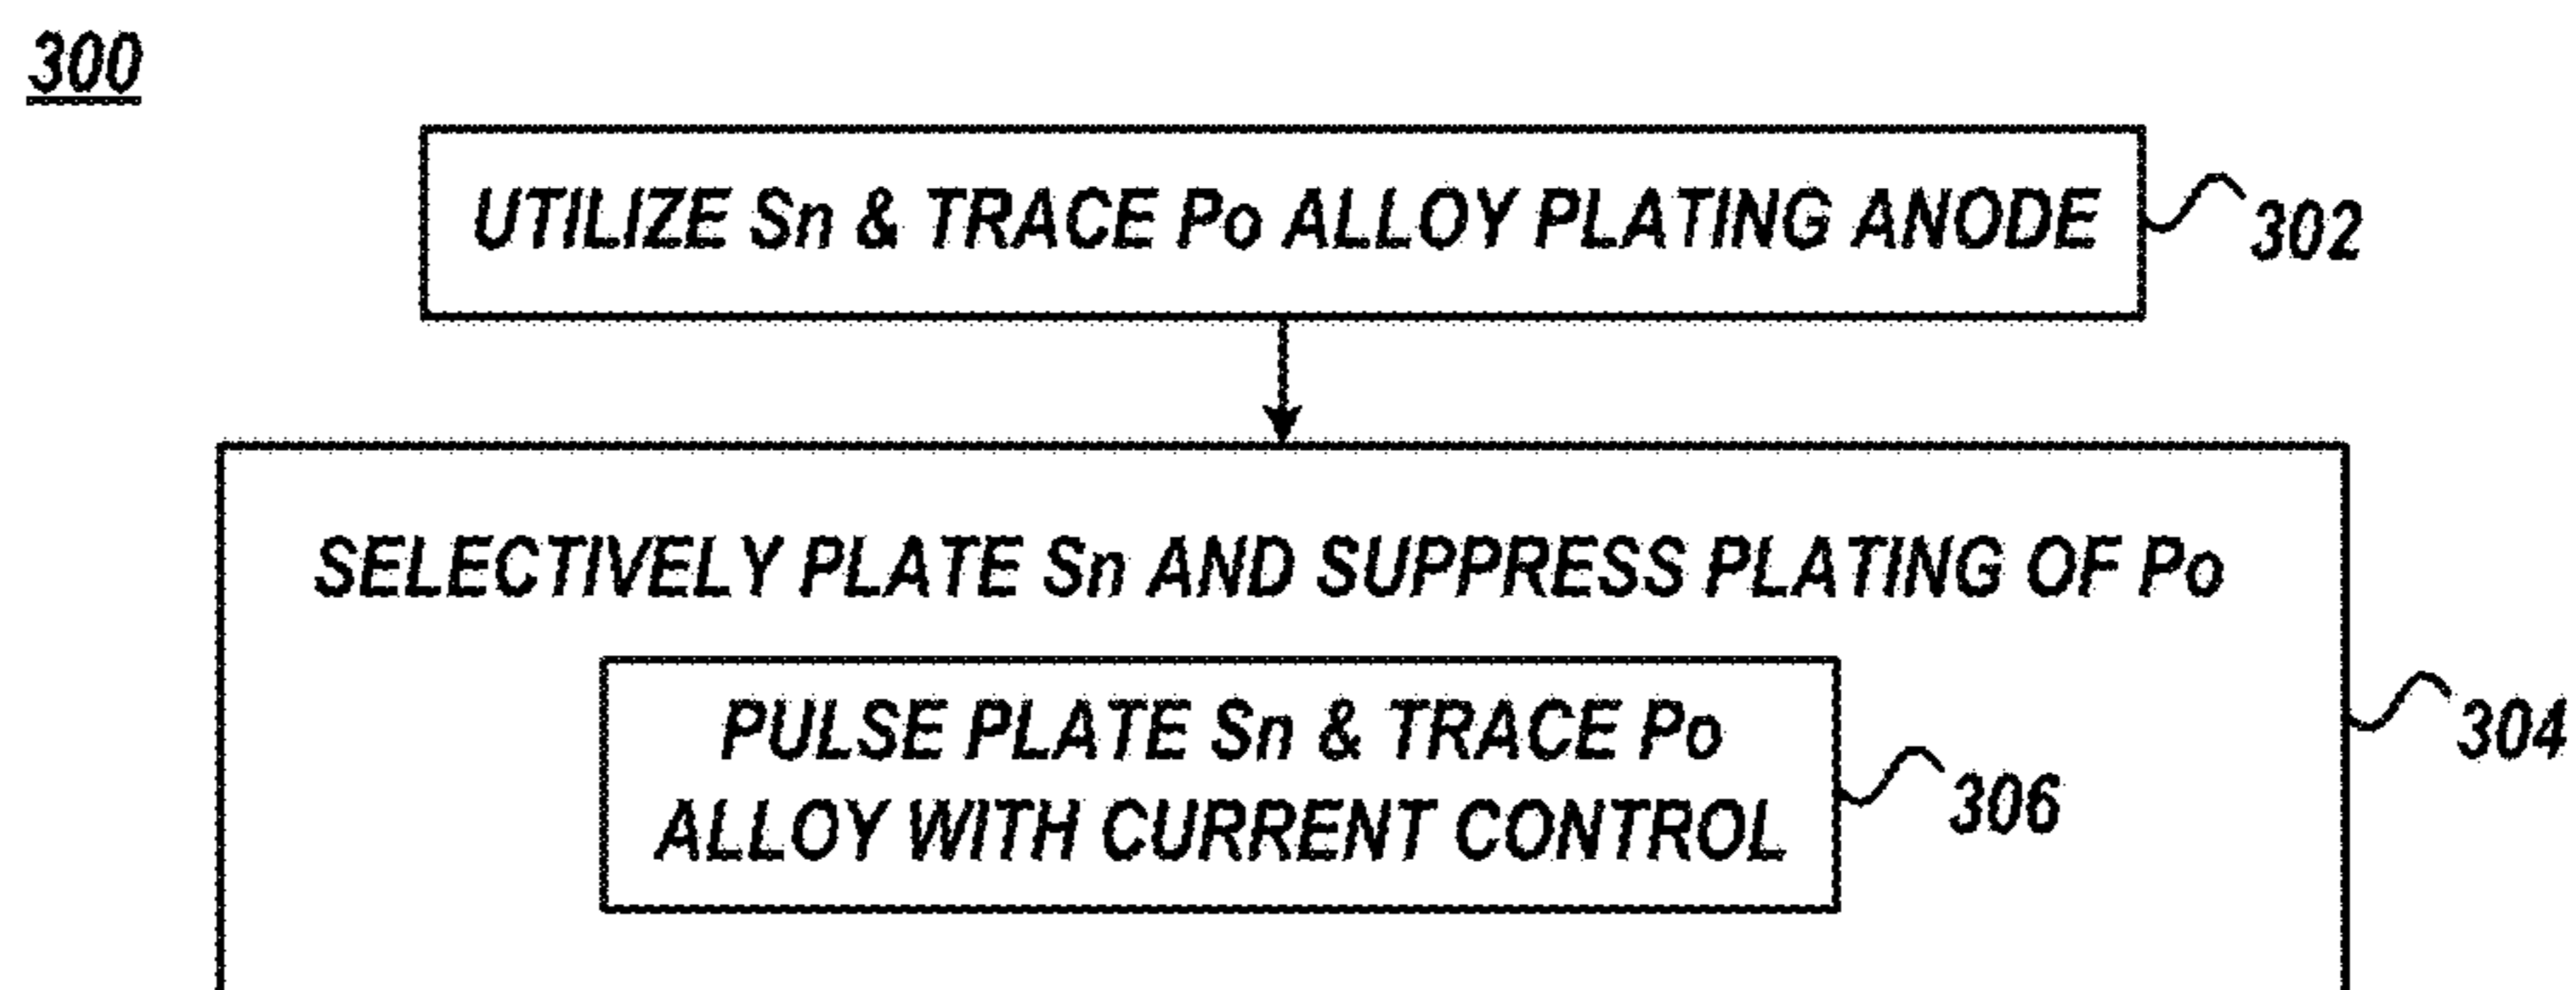 300
UTILIZE Sn & TRACE Po ALLOY PLATING ANODE
302
SELECTIVELY PLATE Sn AND SUPPRESS PLATING OF Po
304
PULSE PLATE Sn & TRACE Po
ALLOY WITH CURRENT CONTROL
306